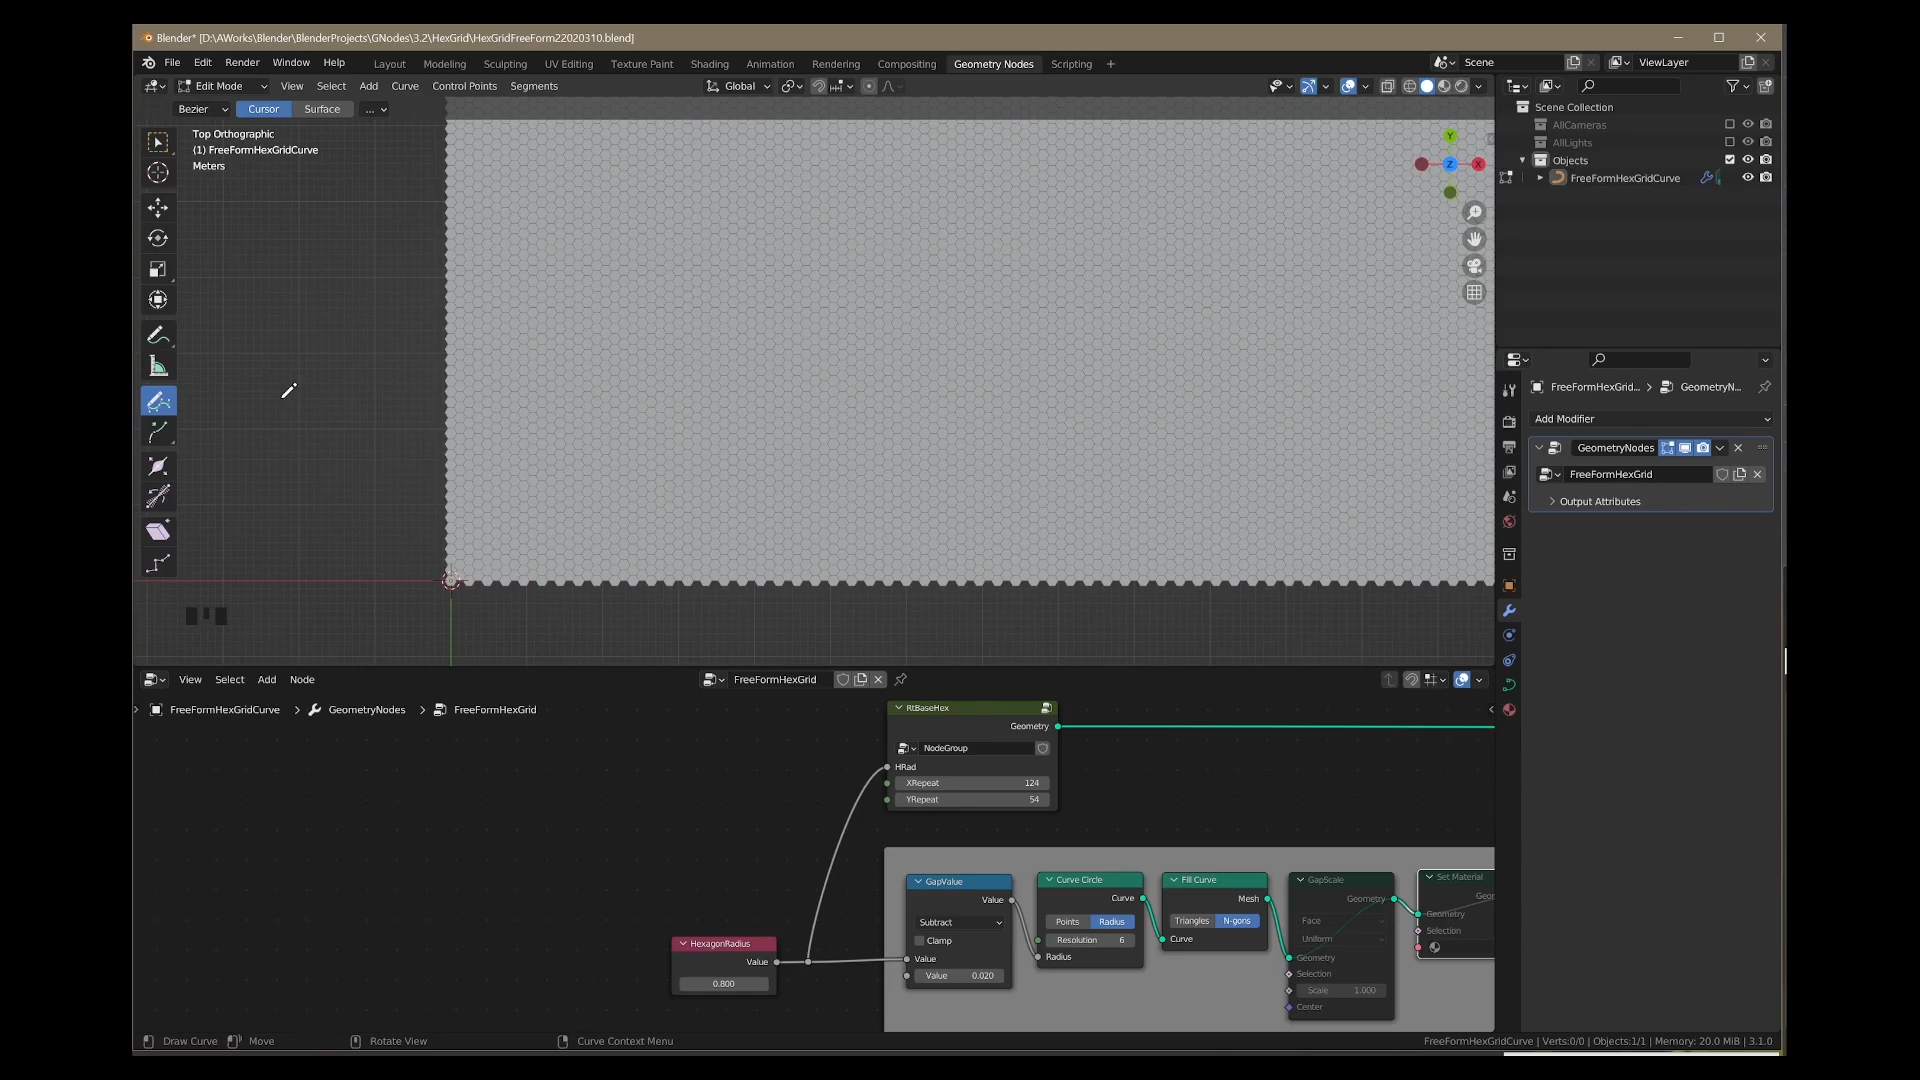 Blender* [D:\AWorks\Blender\BlenderProjects\GNodes\3.2\HexGrid\HexGridFreeForm22020310.blend]
File Edit Render Window Help Layout Modeling Sculpting UV Editing Texture Paint Shading Animation Rendering Compositing Geometry Nodes Scripting + Scene ViewLayer
Edit Mode View Select Add Curve Control Points Segments Global
Bezier Cursor Surface ...
Top Orthographic
(1) FreeFormHexGridCurve
Meters
Y
Z X
Scene Collection
AllCameras
AllLights
Objects
FreeFormHexGridCurve
FreeFormHexGrid... > GeometryN...
Add Modifier
GeometryNodes
FreeFormHexGrid
Output Attributes
View Select Add Node FreeFormHexGrid
FreeFormHexGridCurve > GeometryNodes > FreeFormHexGrid
RtBaseHex
Geometry
NodeGroup
HRad
XRepeat 124
YRepeat 54
HexagonRadius
Value
0.800
GapValue
Value
Subtract
Clamp
Value
Value 0.020
Curve Circle
Curve
Points Radius
Resolution 6
Radius
Fill Curve
Mesh
Triangles N-gons
Curve
GapScale
Geometry
Face
Uniform
Geometry
Selection
Scale 1.000
Center
Set Material
Geo
Geometry
Selection
Draw Curve Move Rotate View Curve Context Menu FreeFormHexGridCurve | Verts:0/0 | Objects:1/1 | Memory: 20.0 MiB | 3.1.0